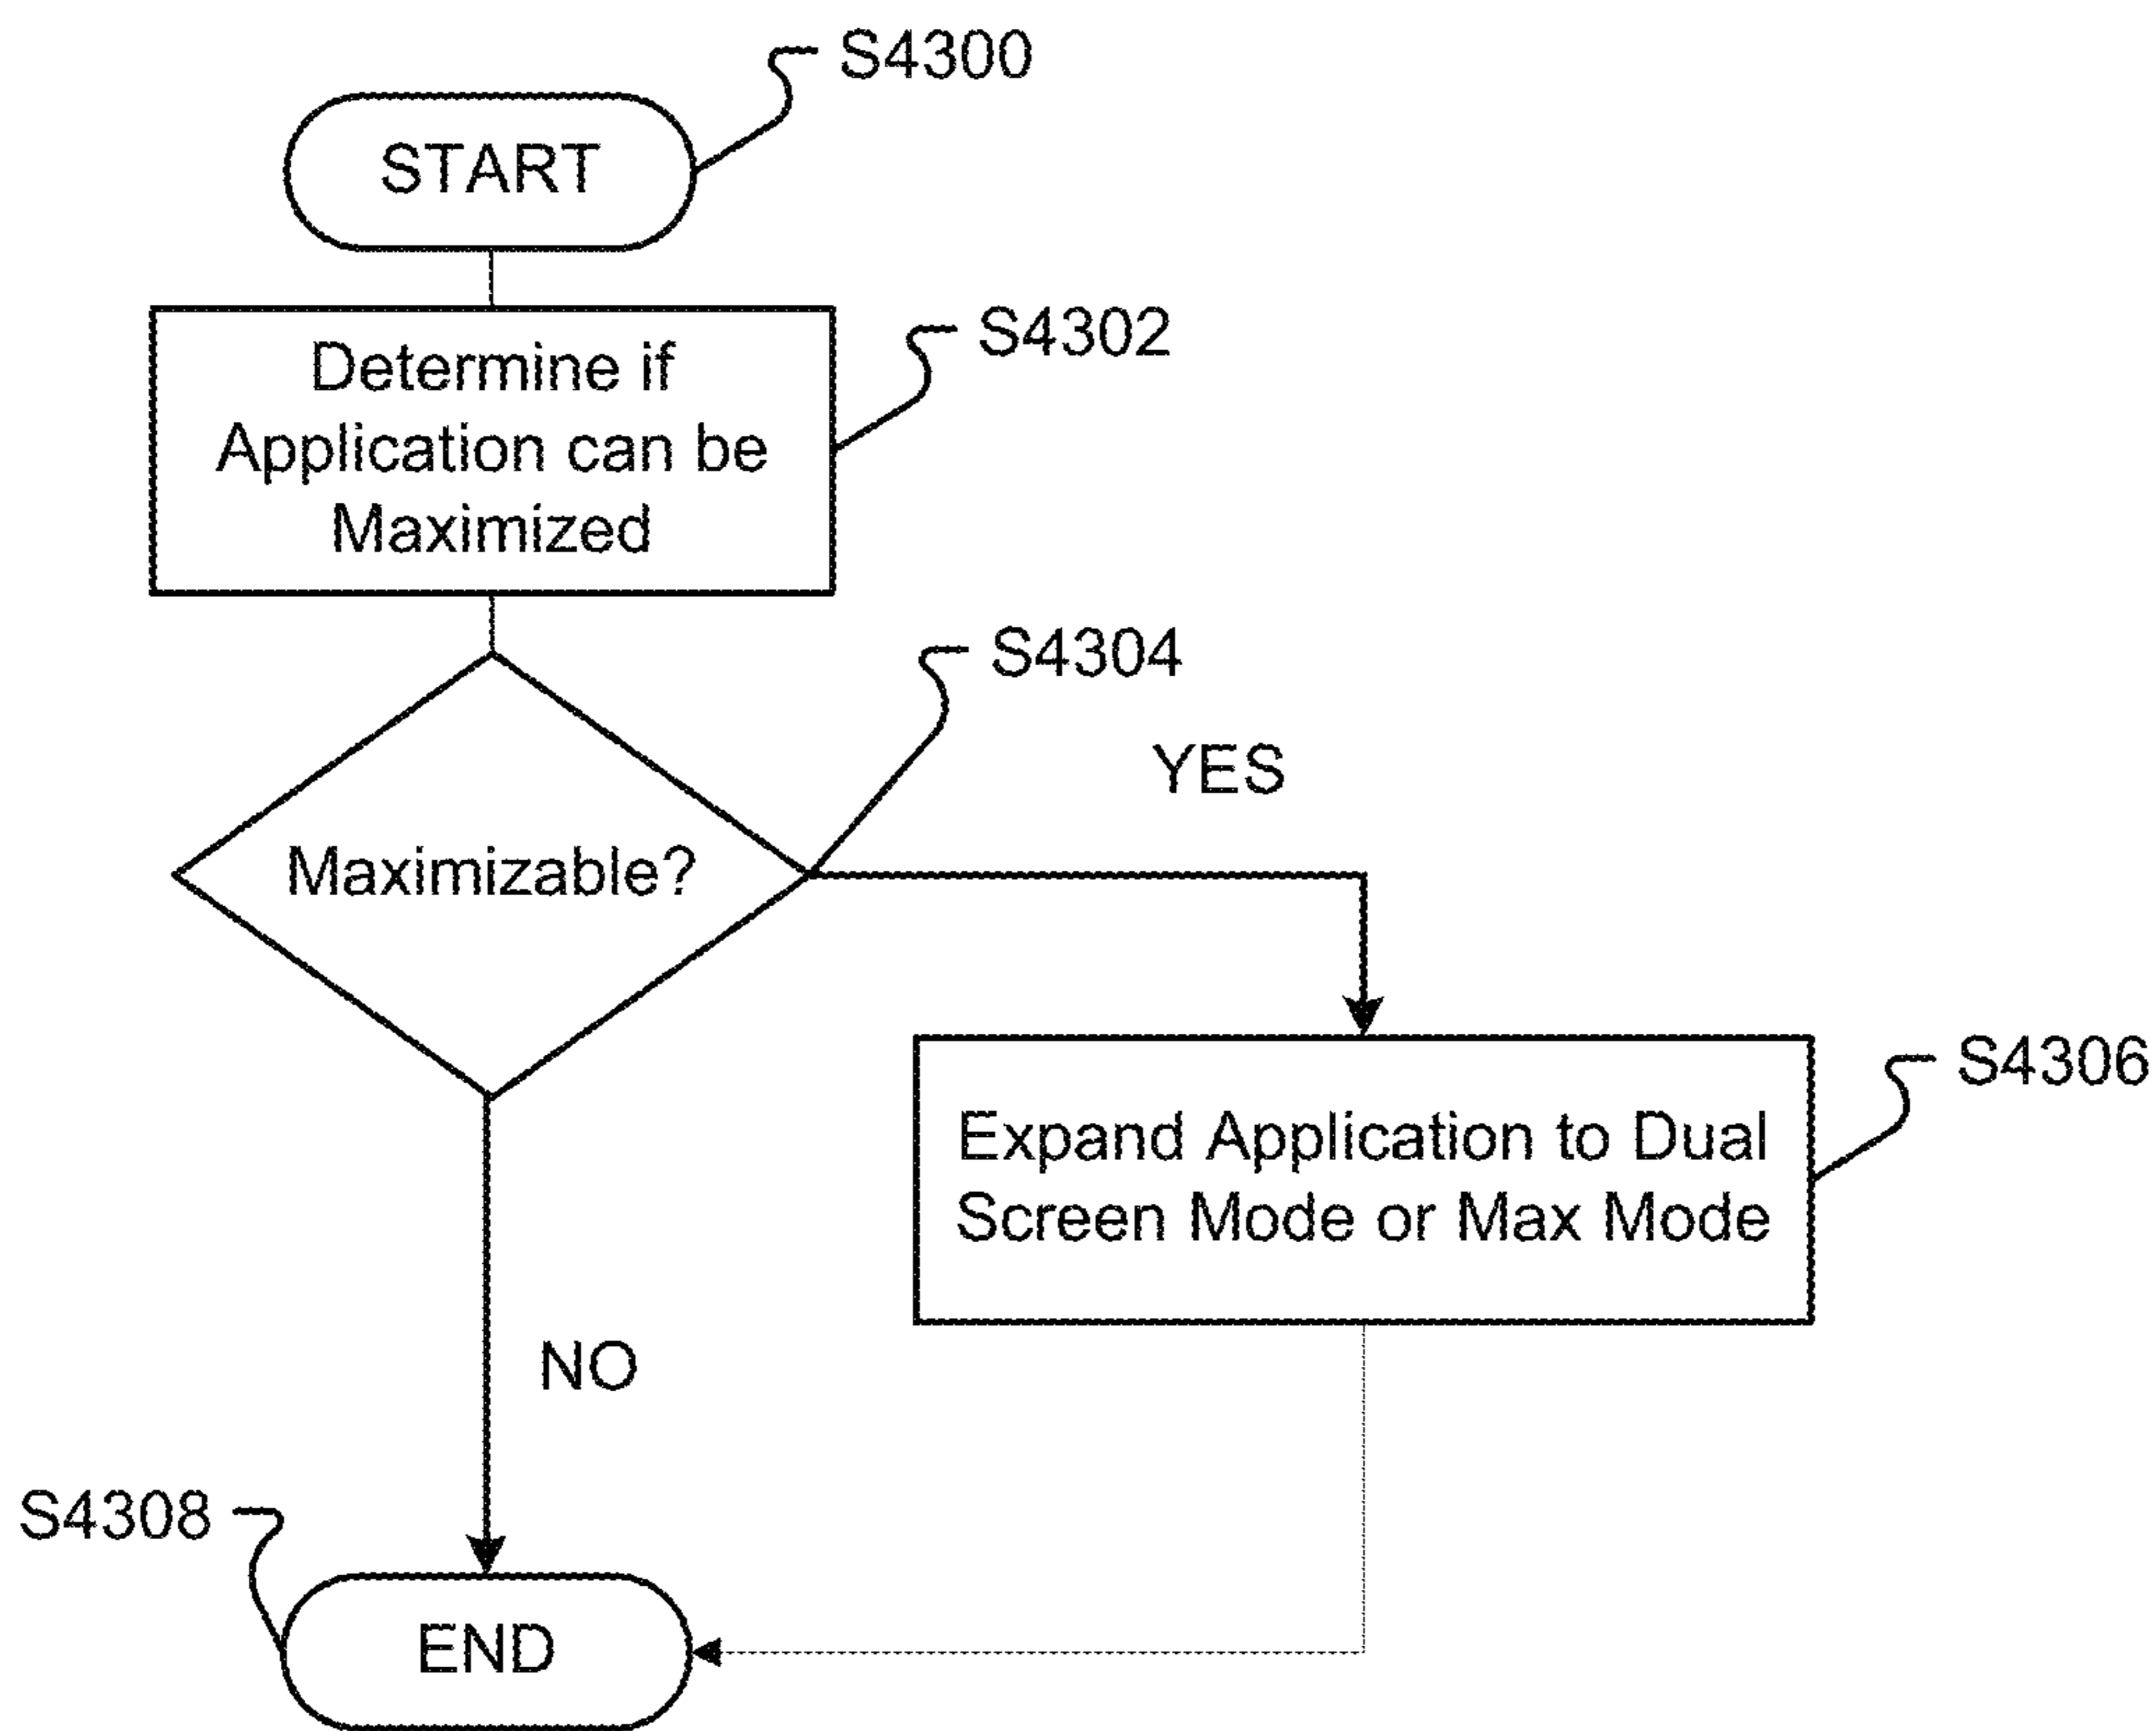 S4300
START
S4302
Determine if
Application can be
Maximized
S4304
YES
Maximizable?
S4306
Expand Application to Dual
Screen Mode or Max Mode
NO
S4308
END